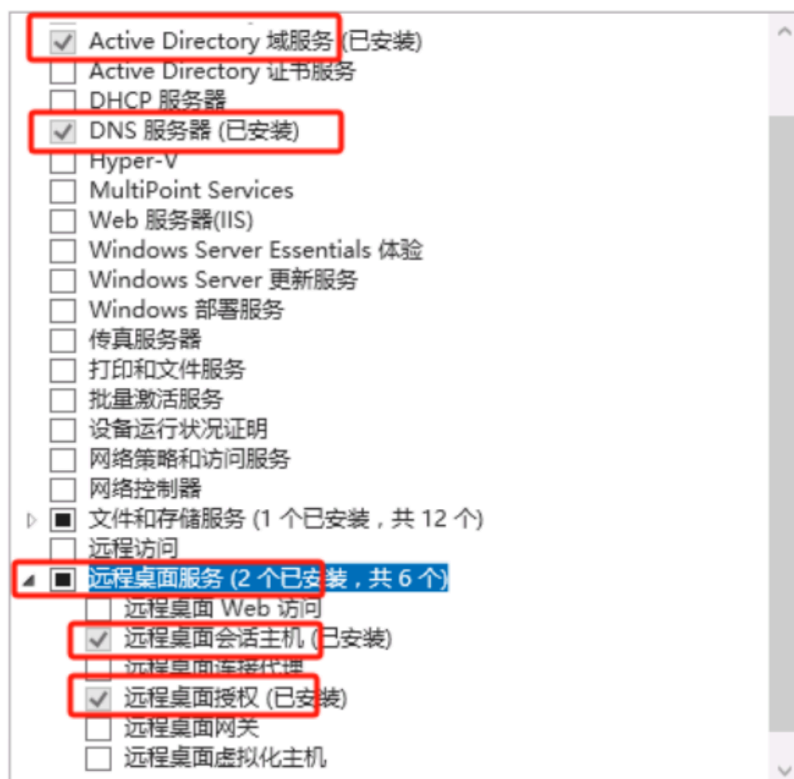 Active Directory 域服务 (已安装)
Active Directory 证书服务
DHCP 服务器
DNS 服务器 (已安装)
Hyper-V
MultiPoint Services
Web 服务器(IIS)
Windows Server Essentials 体验
Windows Server 更新服务
Windows 部署服务
传真服务器
打印和文件服务
批量激活服务
设备运行状况证明
网络策略和访问服务
网络控制器
文件和存储服务 (1 个已安装，共 12 个)
远程访问
远程桌面服务 (2 个已安装，共 6 个)
远程桌面 Web 访问
远程桌面会话主机 (已安装)
远程桌面连接代理
远程桌面授权 (已安装)
远程桌面网关
远程桌面虚拟化主机